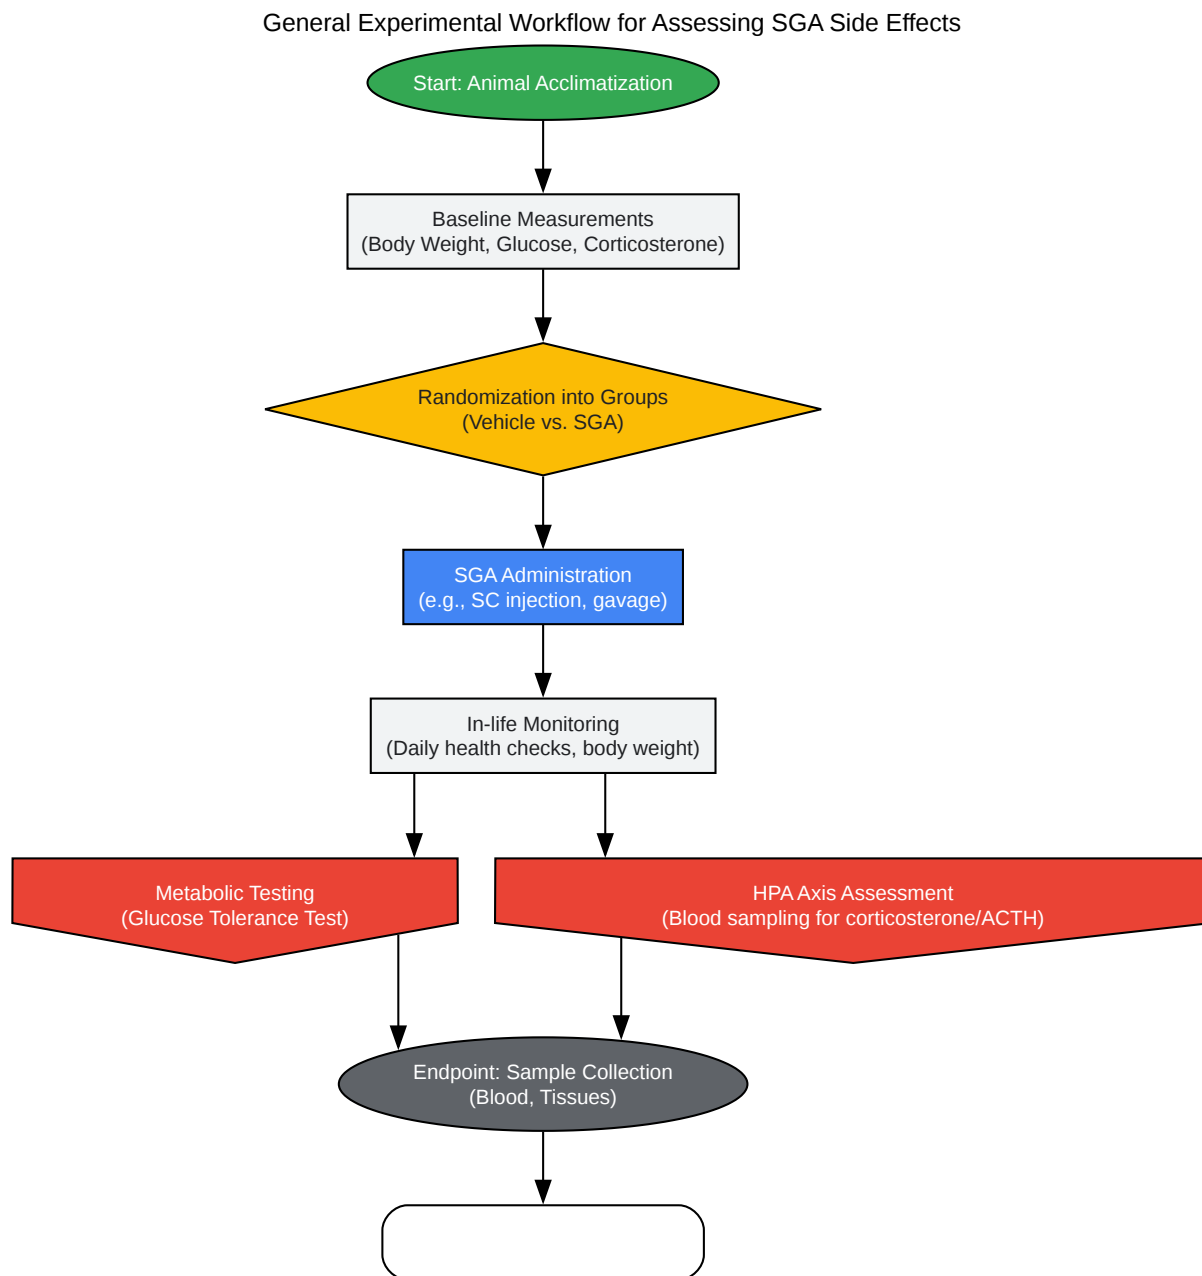 General Experimental Workflow for Assessing SGA Side Effects
Start: Animal Acclimatization
Baseline Measurements
(Body Weight, Glucose, Corticosterone)
Randomization into Groups
(Vehicle vs. SGA)
SGA Administration
(e.g., SC injection, gavage)
In-life Monitoring
(Daily health checks, body weight)
Metabolic Testing
(Glucose Tolerance Test)
HPA Axis Assessment
(Blood sampling for corticosterone/ACTH)
Endpoint: Sample Collection
(Blood, Tissues)